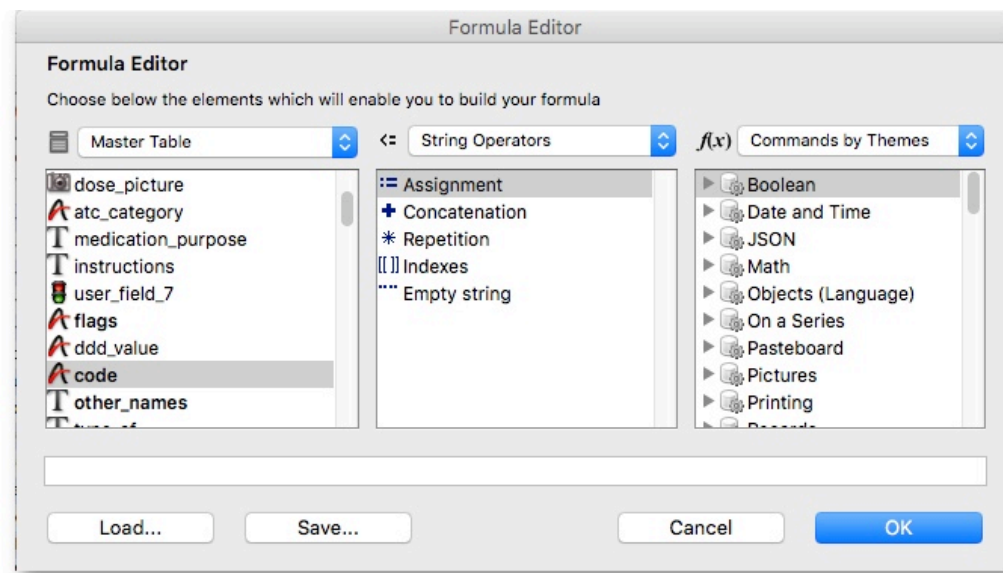 Formula Editor
Formula Editor
Choose below the elements which will enable you to build your formula
Master Table
<= String Operators
f(x) Commands by Themes
dose_picture
atc_category
medication_purpose
instructions
user_field_7
flags
ddd_value
code
other_names
:= Assignment
+ Concatenation
* Repetition
[[ ]] Indexes
"" Empty string
Boolean
Date and Time
JSON
Math
Objects (Language)
On a Series
Pasteboard
Pictures
Printing
Load...
Save...
Cancel
OK